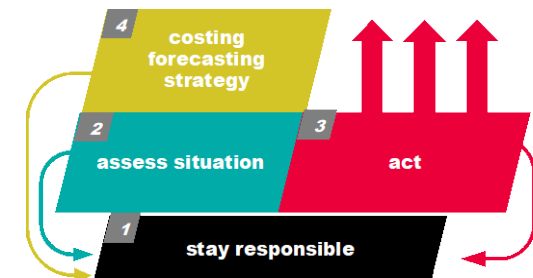 4
costing
forecasting
strategy
2
assess situation
3
act
1
stay responsible